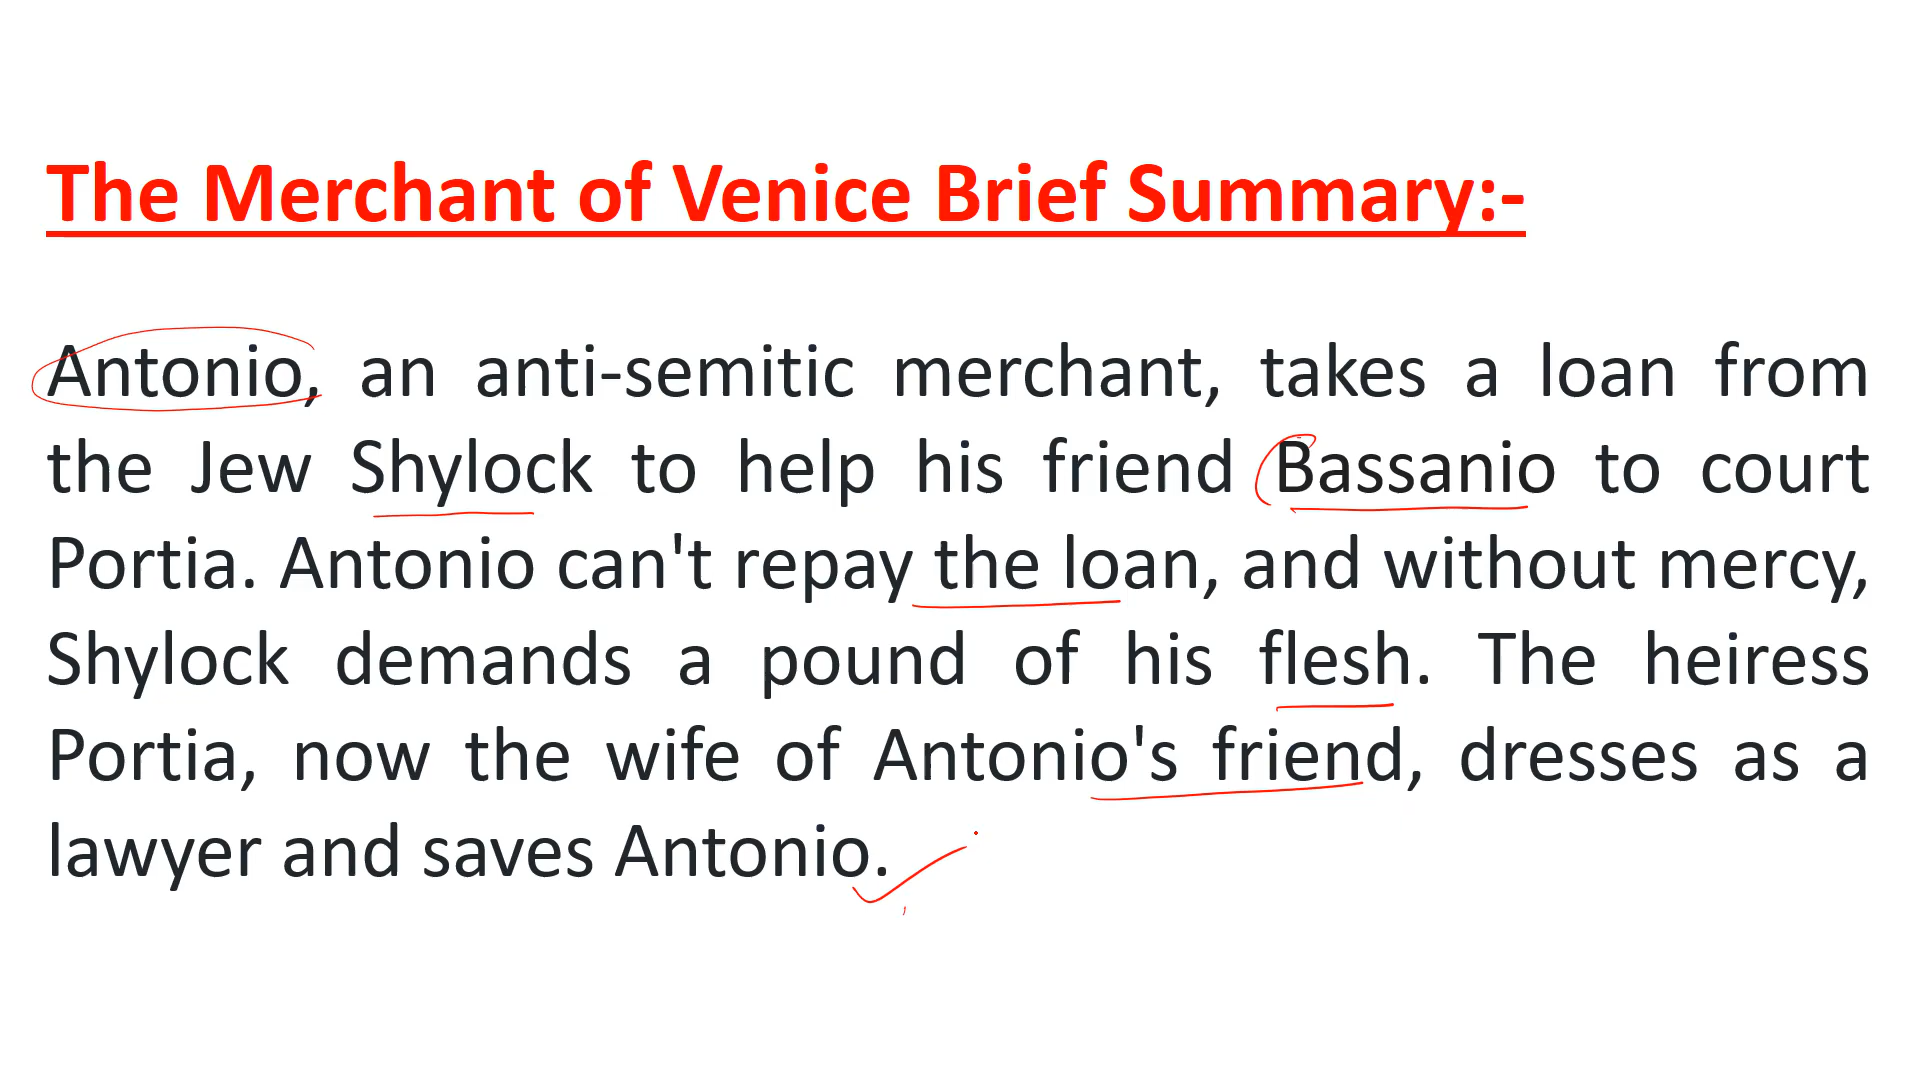 The Merchant of Venice Brief Summary:-
Antonio, an anti-semitic merchant, takes a loan from
the Jew Shylock to help his friend Bassanio to court
Portia. Antonio can't repay the loan, and without mercy,
Shylock demands a pound of his flesh. The heiress
Portia, now the wife of Antonio's friend, dresses as a
lawyer and saves Antonio.